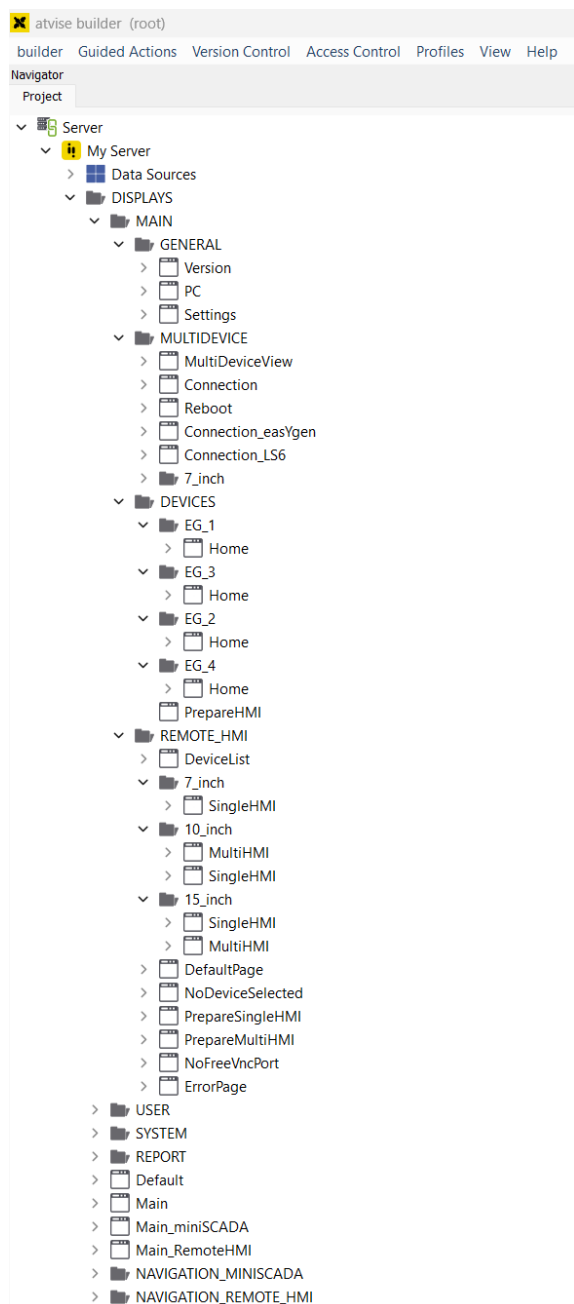 atvise builder (root)
builder Guided Actions Version Control Access Control Profiles View Help
Navigator
Project
Server
My Server
Data Sources
DISPLAYS
MAIN
GENERAL
Version
PC
Settings
MULTIDEVICE
MultiDeviceView
Connection
Reboot
Connection_easYgen
Connection_LS6
7_inch
DEVICES
EG_1
Home
EG_3
Home
EG_2
Home
EG_4
Home
PrepareHMI
REMOTE_HMI
DeviceList
7_inch
SingleHMI
10_inch
MultiHMI
SingleHMI
15_inch
SingleHMI
MultiHMI
DefaultPage
NoDeviceSelected
PrepareSingleHMI
PrepareMultiHMI
NoFreeVncPort
ErrorPage
USER
SYSTEM
REPORT
Default
Main
Main_miniSCADA
Main_RemoteHMI
NAVIGATION_MINISCADA
NAVIGATION_REMOTE_HMI